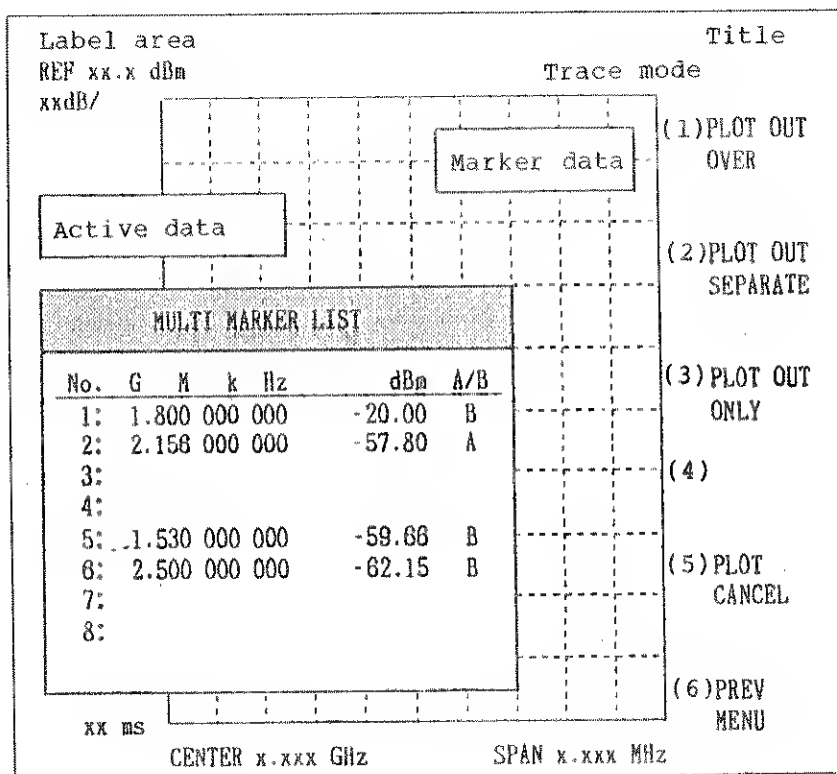 Label area
Title
REF xx.x dBm
Trace mode
xxdB/
(1)PLOT OUT
OVER
Marker data
Active data
(2)PLOT OUT
SEPARATE
MULTI MARKER LIST
No. G M k Hz dBm A/B
(3)PLOT OUT
ONLY
1: 1.800 000 000 -20.00 B
2: 2.156 000 000 -57.80 A
3:
(4)
4:
5: 1.530 000 000 -59.66 B
6: 2.500 000 000 -62.15 B
(5)PLOT
CANCEL
7:
8:
(6)PREV
MENU
xx ms
CENTER x.xxx GHz SPAN x.xxx MHz